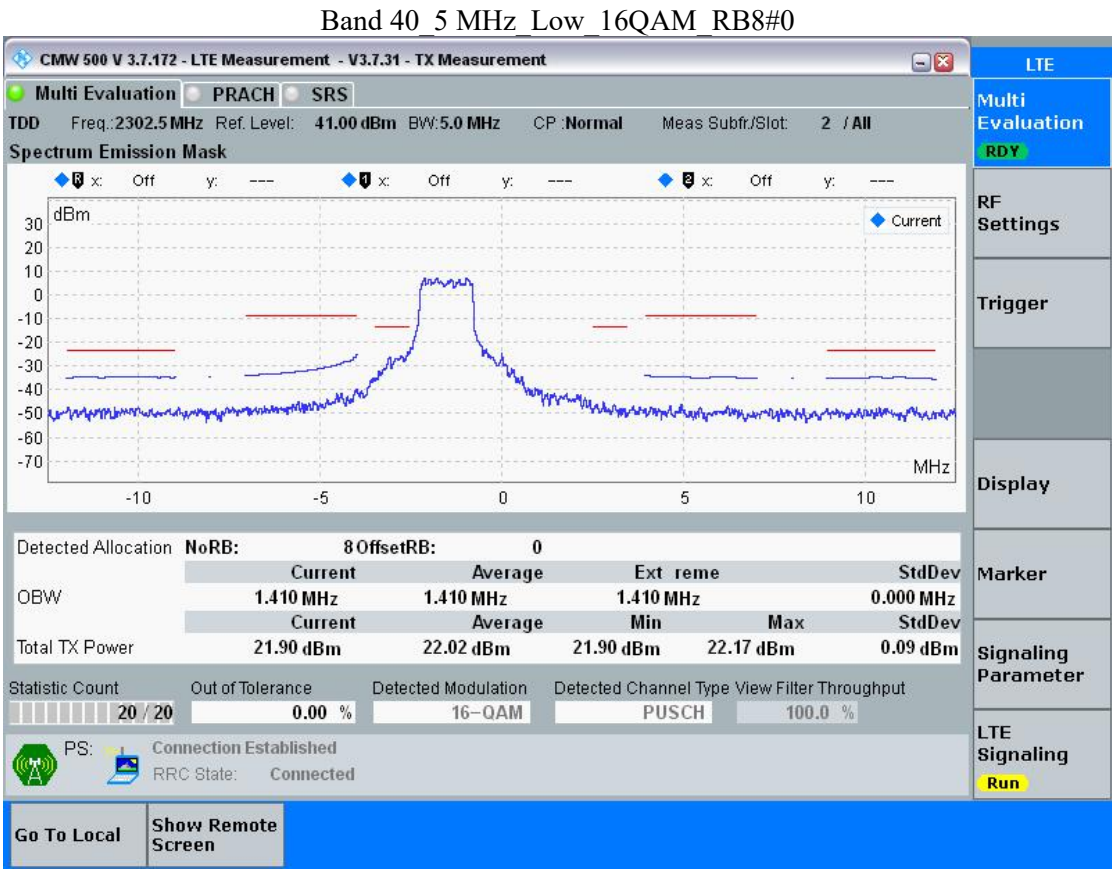 Band 40_5 MHz_Low_16QAM_RB8#0
CMW 500 V 3.7.172 - LTE Measurement - V3.7.31 - TX Measurement
LTE
Multi Evaluation PRACH SRS
Multi Evaluation RDY
TDD Freq.:2302.5 MHz Ref. Level: 41.00 dBm BW:5.0 MHz CP :Normal Meas Subfr./Slot: 2 / All
Spectrum Emission Mask
R x: Off y: --- 1 x: Off y: --- 2 x: Off y: ---
dBm
Current
30
20
10
0
-10
-20
-30
-40
-50
-60
-70
MHz
-10 -5 0 5 10
RF Settings
Trigger
Display
Marker
Signaling Parameter
LTE Signaling Run
Detected Allocation NoRB: 8 OffsetRB: 0
Current Average Ext reme StdDev
OBW 1.410 MHz 1.410 MHz 1.410 MHz 0.000 MHz
Current Average Min Max StdDev
Total TX Power 21.90 dBm 22.02 dBm 21.90 dBm 22.17 dBm 0.09 dBm
Statistic Count Out of Tolerance Detected Modulation Detected Channel Type View Filter Throughput
20 / 20 0.00 % 16-QAM PUSCH 100.0 %
PS: Connection Established
RRC State: Connected
Go To Local
Show Remote Screen